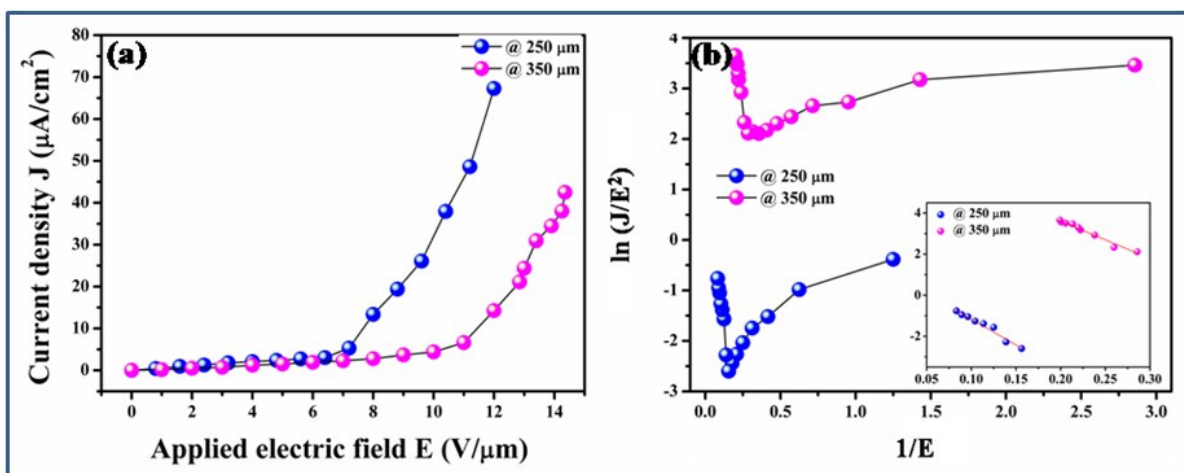 (a)
@ 250 μm
@ 350 μm
Current density J (μA/cm²)
80
70
60
50
40
30
20
10
0
0 2 4 6 8 10 12 14
Applied electric field E (V/μm)
(b)
@ 250 μm
@ 350 μm
ln (J/E²)
4
3
2
1
0
-1
-2
-3
0.0 0.5 1.0 1.5 2.0 2.5 3.0
1/E
@ 250 μm
@ 350 μm
4
2
0
-2
0.05 0.10 0.15 0.20 0.25 0.30